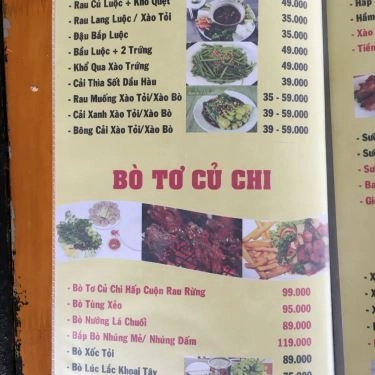 - Rau Củ Luộc + Kho Quẹt 49.000
- Rau Lang Luộc / Xào Tỏi 35.000
- Đậu Bắp Luộc 35.000
- Bầu Luộc + 2 Trứng 49.000
- Khổ Qua Xào Trứng 49.000
- Cải Thìa Sốt Dầu Hàu 39.000
- Rau Muống Xào Tỏi/Xào Bò 35 - 59.000
- Cải Xanh Xào Tỏi/Xào Bò 39 - 59.000
- Bông Cải Xào Tỏi/Xào Bò 39 - 59.000
BÒ TƠ CỦ CHI
- Bò Tơ Củ Chi Hấp Cuộn Rau Rừng 99.000
- Bò Tùng Xẻo 95.000
- Bò Nướng Lá Chuối 89.000
- Bắp Bò Nhúng Mẻ/ Nhúng Dấm 119.000
- Bò Xốc Tỏi 89.000
- Bò Lúc Lắc Khoai Tây 75.000
- Hấp
- Xào
- Tiền